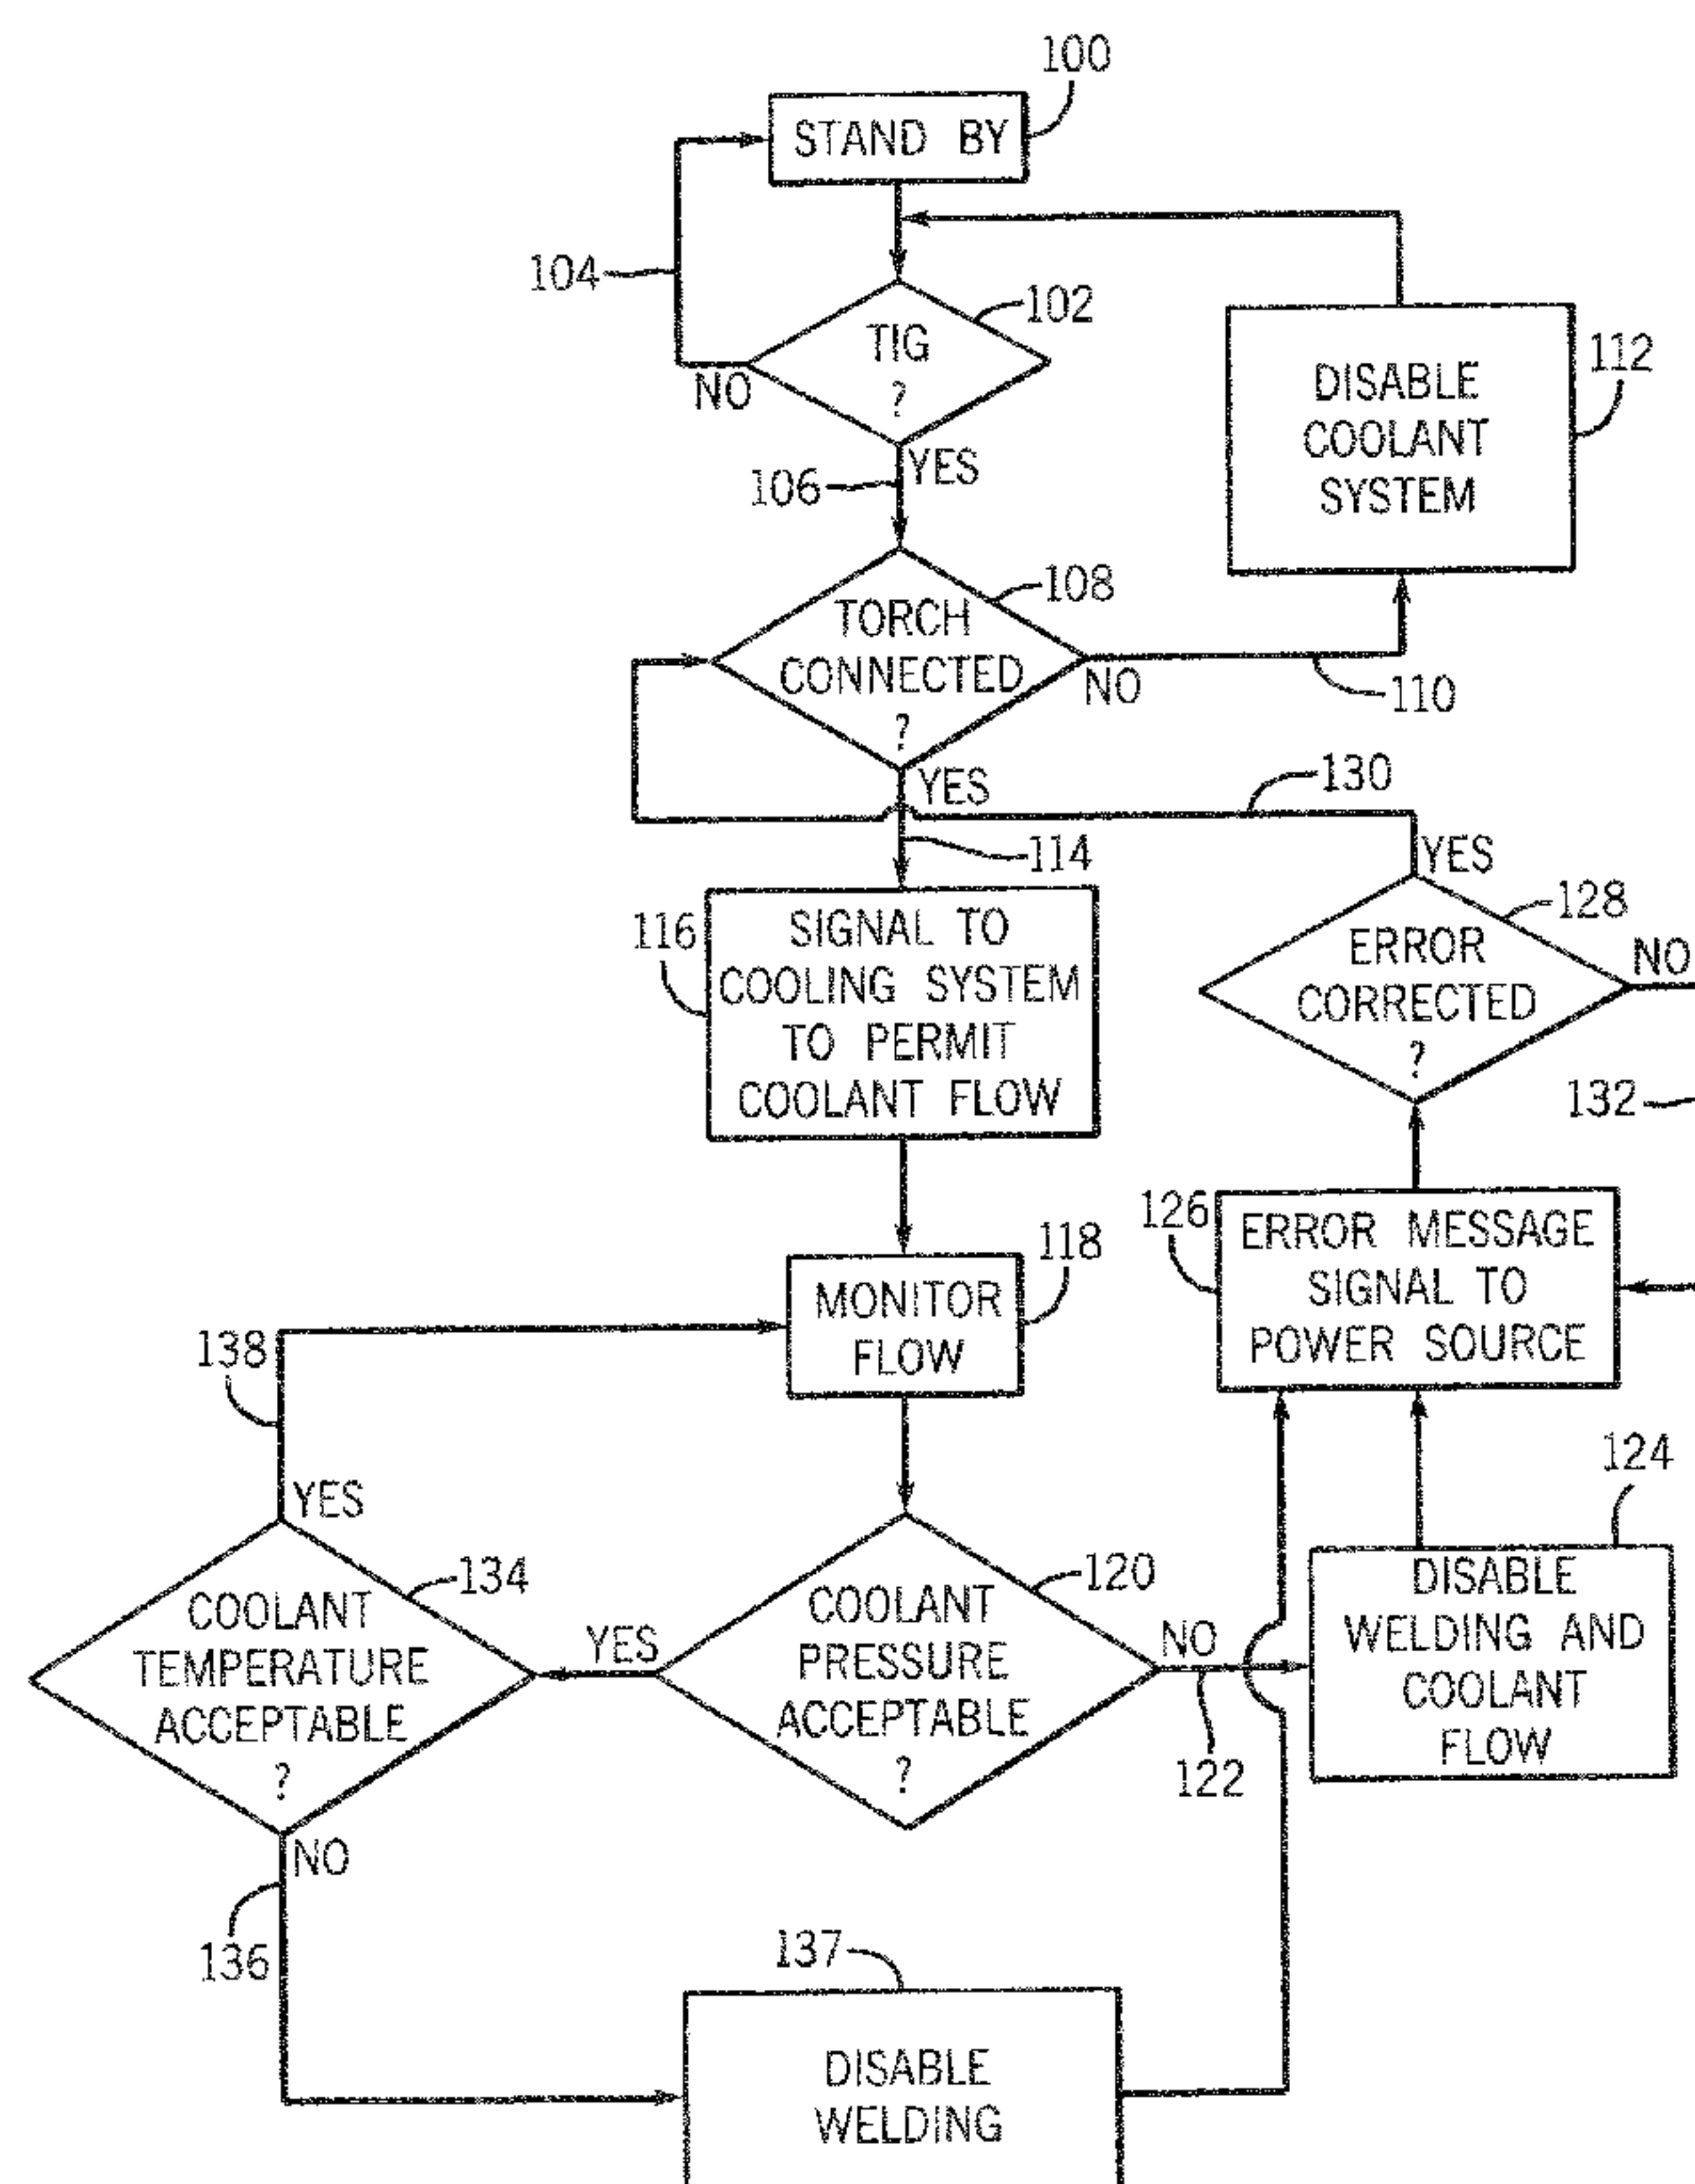 100
STAND BY
104
102
TIG
?
NO
YES
106
112
DISABLE
COOLANT
SYSTEM
108
TORCH
CONNECTED
?
NO
110
YES
130
114
YES
128
ERROR
CORRECTED
?
NO
132
116
SIGNAL TO
COOLING SYSTEM
TO PERMIT
COOLANT FLOW
126
ERROR MESSAGE
SIGNAL TO
POWER SOURCE
118
MONITOR
FLOW
138
YES
134
COOLANT
TEMPERATURE
ACCEPTABLE
?
YES
120
COOLANT
PRESSURE
ACCEPTABLE
?
NO
122
124
DISABLE
WELDING AND
COOLANT
FLOW
NO
136
137
DISABLE
WELDING